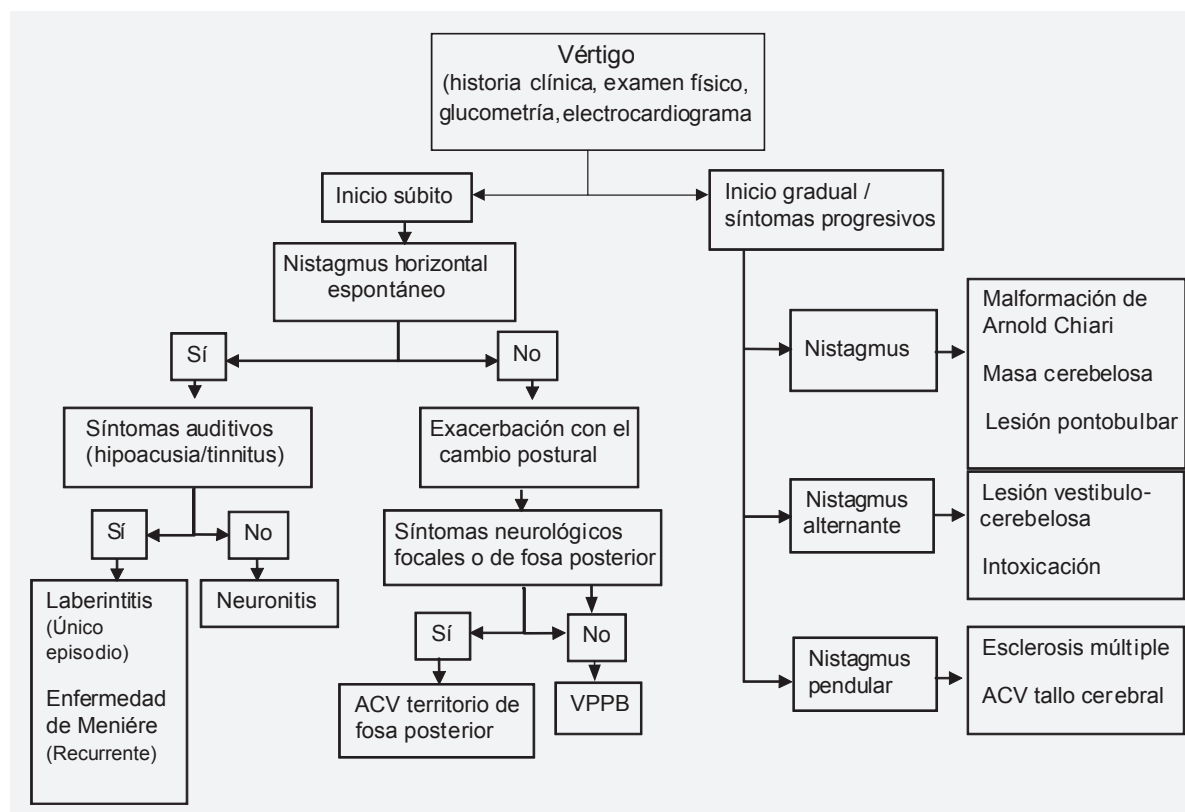 Vértigo
(historia clínica, examen físico,
glucometría, electrocardiograma
Inicio súbito
Nistagmus horizontal
espontáneo
Sí
No
Síntomas auditivos
(hipoacusia/tinnitus)
Sí
No
Laberintitis
(Único
episodio)
Enfermedad
de Meniére
(Recurrente)
Neuronitis
Exacerbación con el
cambio postural
Síntomas neurológicos
focales o de fosa posterior
Sí
No
ACV territorio de
fosa posterior
VPPB
Inicio gradual /
síntomas progresivos
Nistagmus
Malformación de
Arnold Chiari
Masa cerebelosa
Lesión pontobulbar
Nistagmus
alternante
Lesión vestibulo-
cerebelosa
Intoxicación
Nistagmus
pendular
Esclerosis múltiple
ACV tallo cerebral